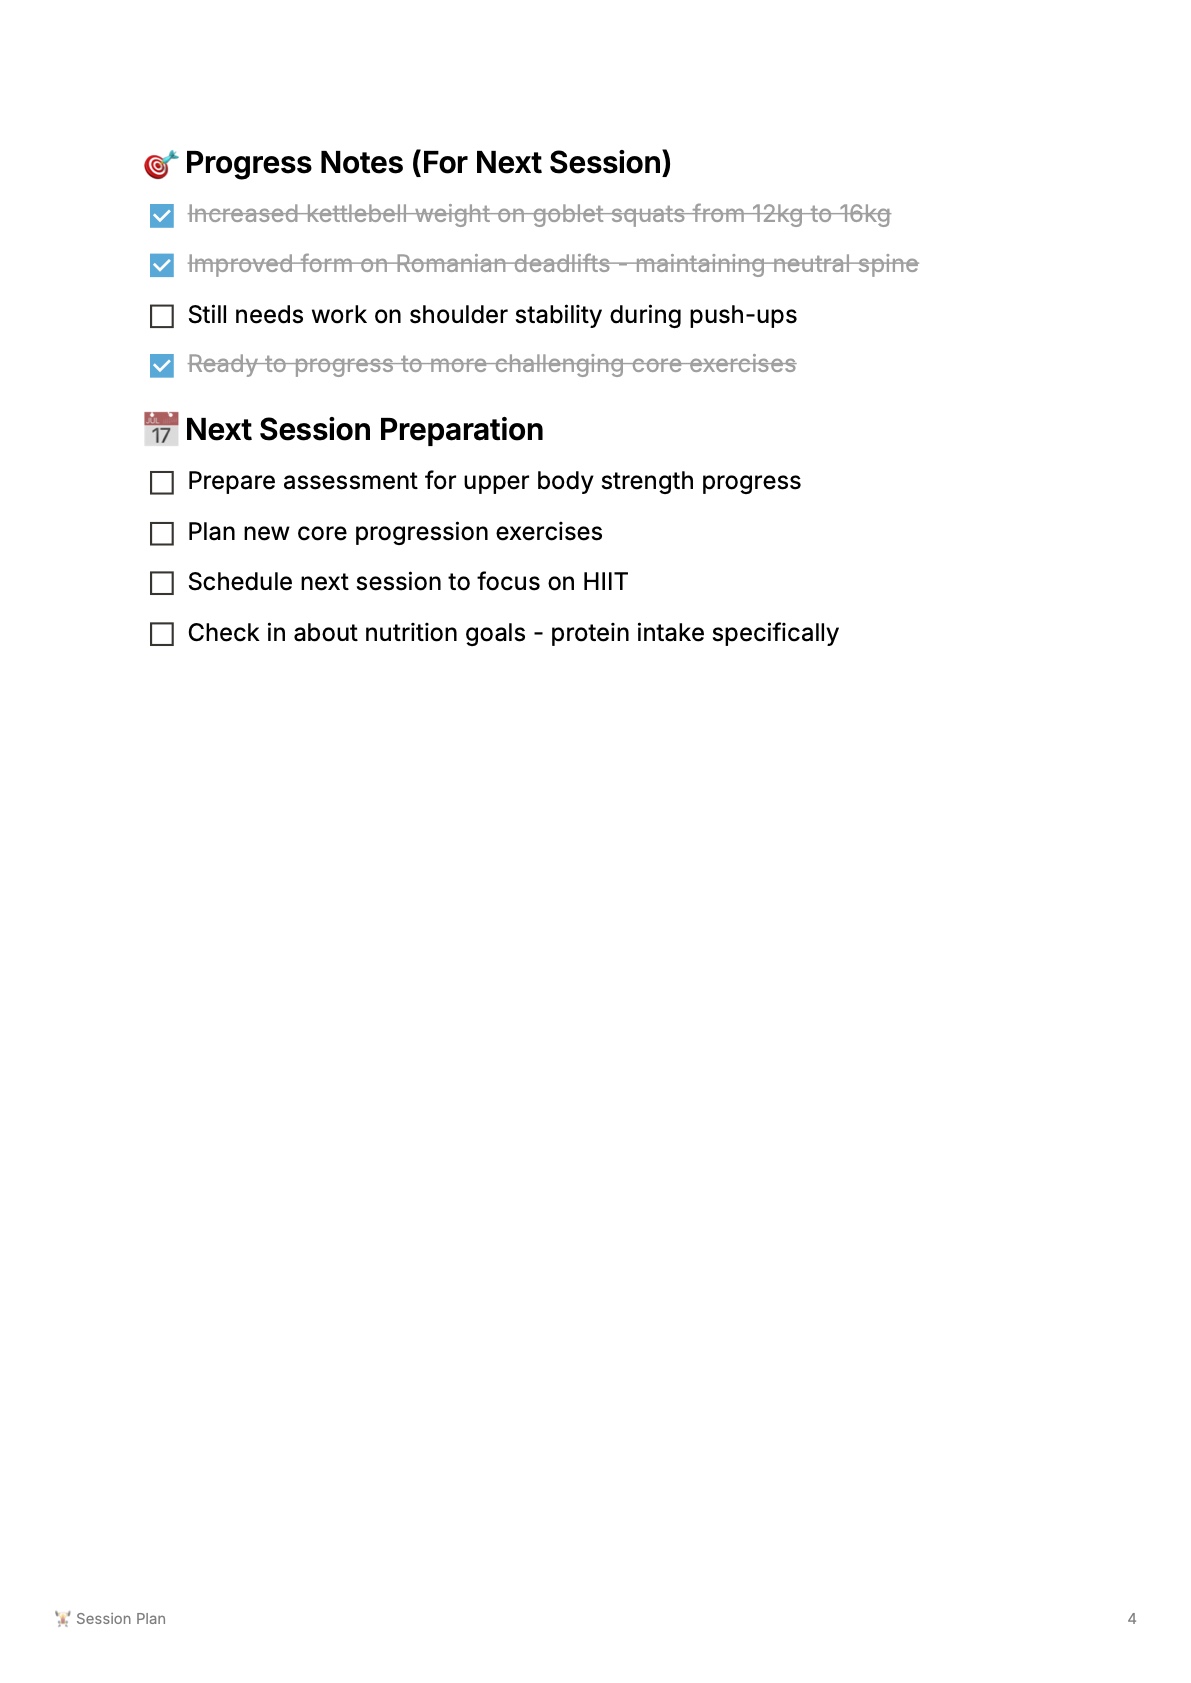 🎯 Progress Notes (For Next Session)
Increased kettlebell weight on goblet squats from 12kg to 16kg
Improved form on Romanian deadlifts - maintaining neutral spine
Still needs work on shoulder stability during push-ups
Ready to progress to more challenging core exercises
📅 Next Session Preparation
Prepare assessment for upper body strength progress
Plan new core progression exercises
Schedule next session to focus on HIIT
Check in about nutrition goals - protein intake specifically
Session Plan
4